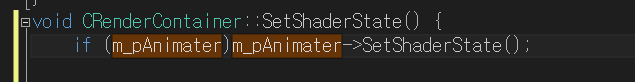 void CRenderContainer::SetShaderState() {
if (m_pAnimater)m_pAnimater->SetShaderState();